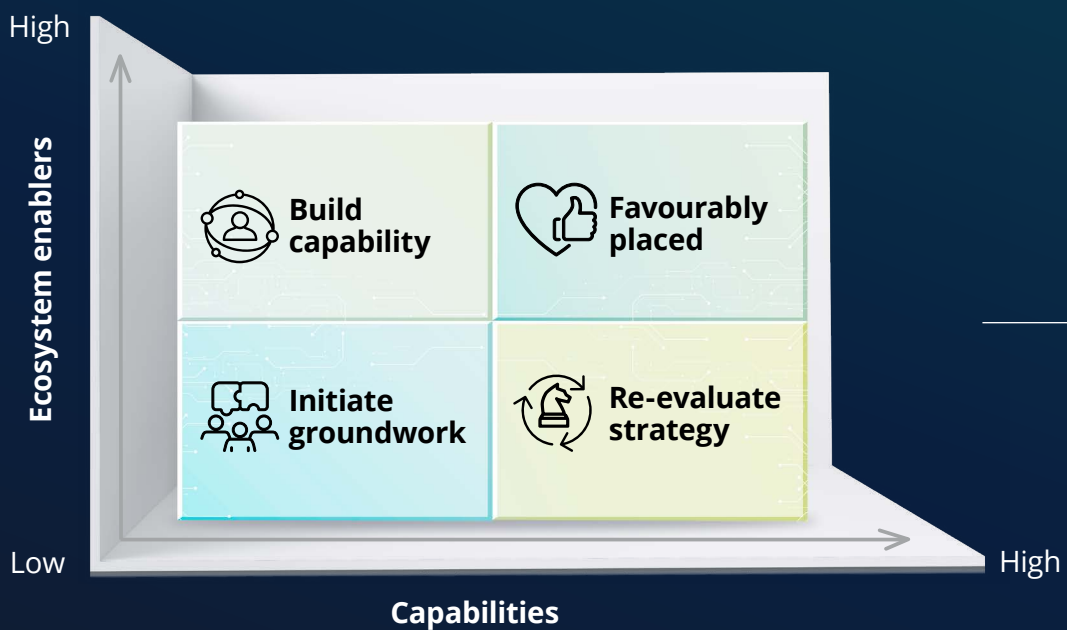 High
Ecosystem enablers
Build
capability
Favourably
placed
Initiate
groundwork
Re-evaluate
strategy
Low
High
Capabilities